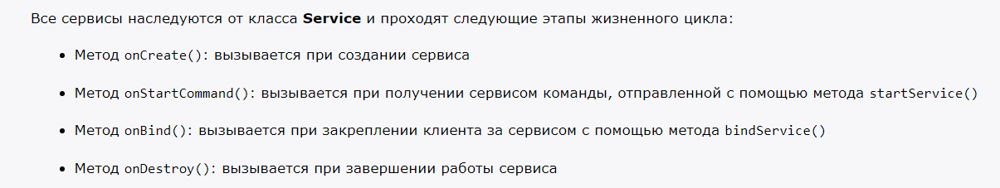 Все сервисы наследуются от класса Service и проходят следующие этапы жизненного цикла:
• Метод onCreate(): вызывается при создании сервиса
• Метод onStartCommand(): вызывается при получении сервисом команды, отправленной с помощью метода startService()
• Метод onBind(): вызывается при закреплении клиента за сервисом с помощью метода bindService()
• Метод onDestroy(): вызывается при завершении работы сервиса